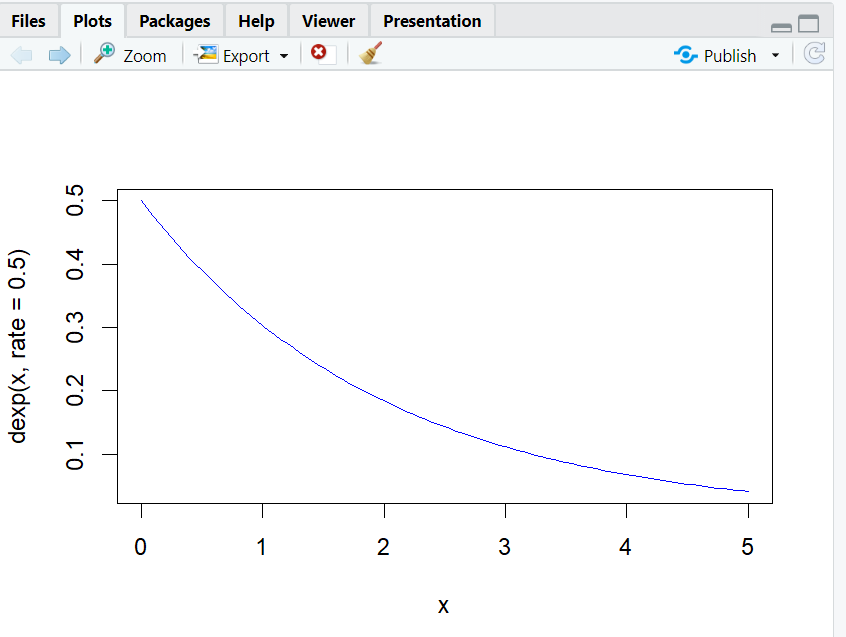 Files Plots Packages Help Viewer Presentation
Zoom Export Publish
dexp(x, rate = 0.5)
0.5
0.4
0.3
0.2
0.1
0 1 2 3 4 5
x